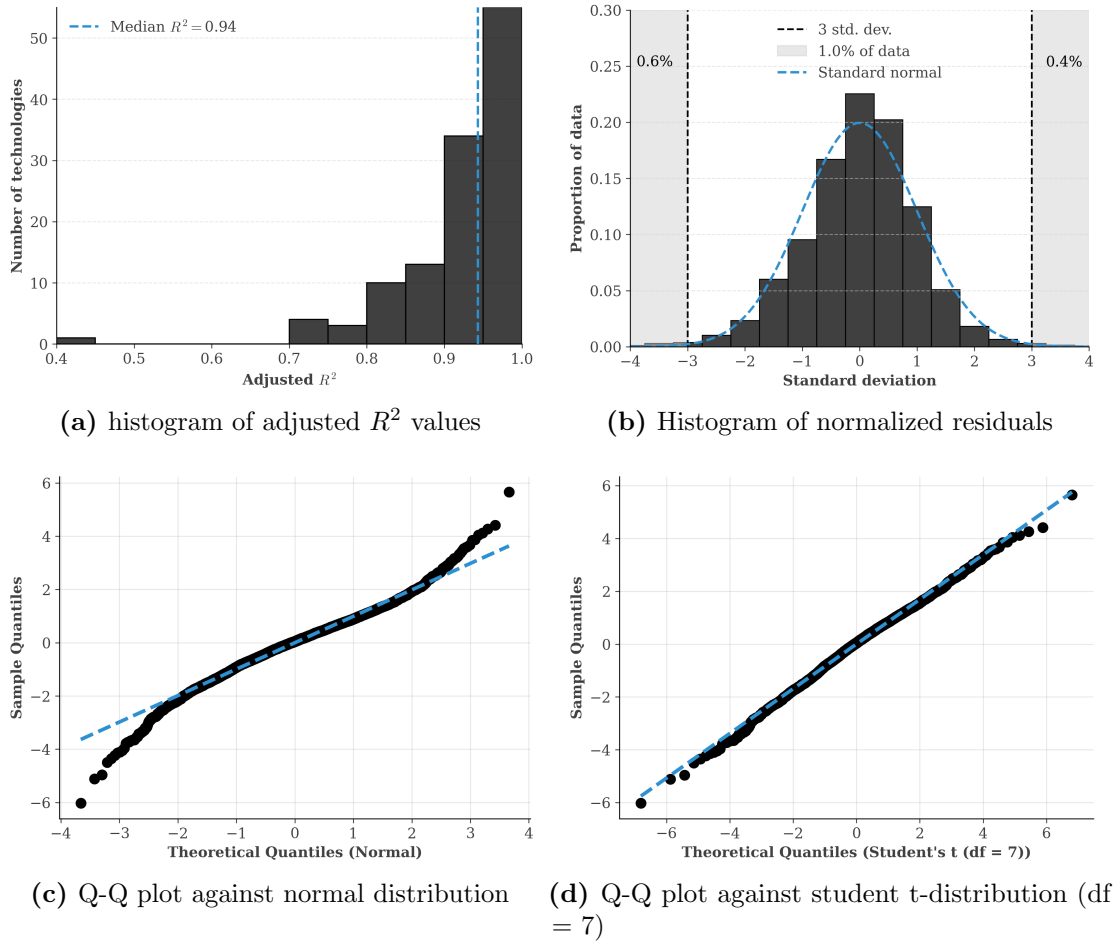 Median R² = 0.94
50
40
30
20
10
0
Number of technologies
0.4 0.5 0.6 0.7 0.8 0.9 1.0
Adjusted R²
(a) histogram of adjusted R² values
3 std. dev.
1.0% of data
Standard normal
0.6%
0.4%
0.30
0.25
0.20
0.15
0.10
0.05
0.00
Proportion of data
−4 −3 −2 −1 0 1 2 3 4
Standard deviation
(b) Histogram of normalized residuals
6
4
2
0
−2
−4
−6
Sample Quantiles
−4 −3 −2 −1 0 1 2 3 4
Theoretical Quantiles (Normal)
(c) Q-Q plot against normal distribution
6
4
2
0
−2
−4
−6
Sample Quantiles
−6 −4 −2 0 2 4 6
Theoretical Quantiles (Student's t (df = 7))
(d) Q-Q plot against student t-distribution (df
= 7)